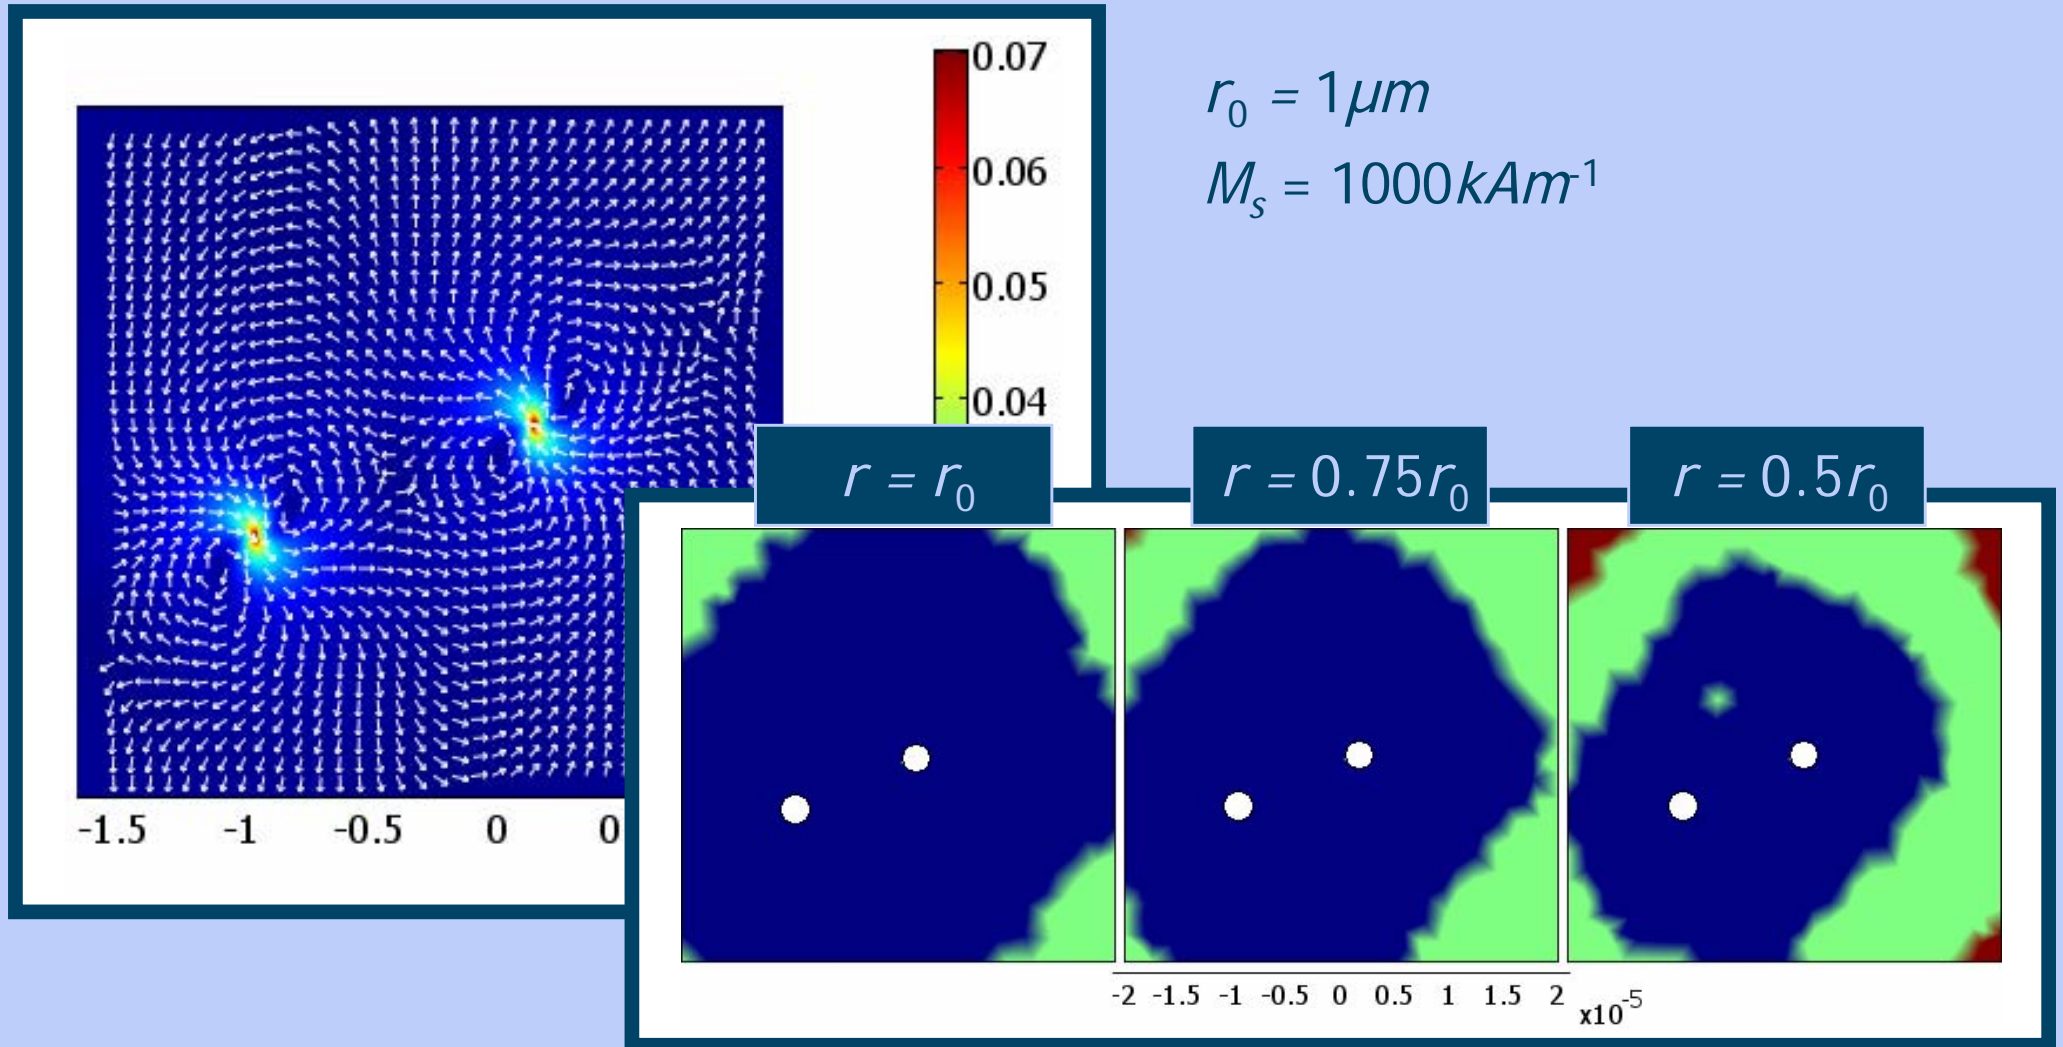 0.07
0.06
0.05
0.04
-1.5 -1 -0.5 0 0
r₀ = 1μm
Mₛ = 1000kAm⁻¹
r = r₀
r = 0.75r₀
r = 0.5r₀
-2 -1.5 -1 -0.5 0 0.5 1 1.5 2
x10⁻⁵